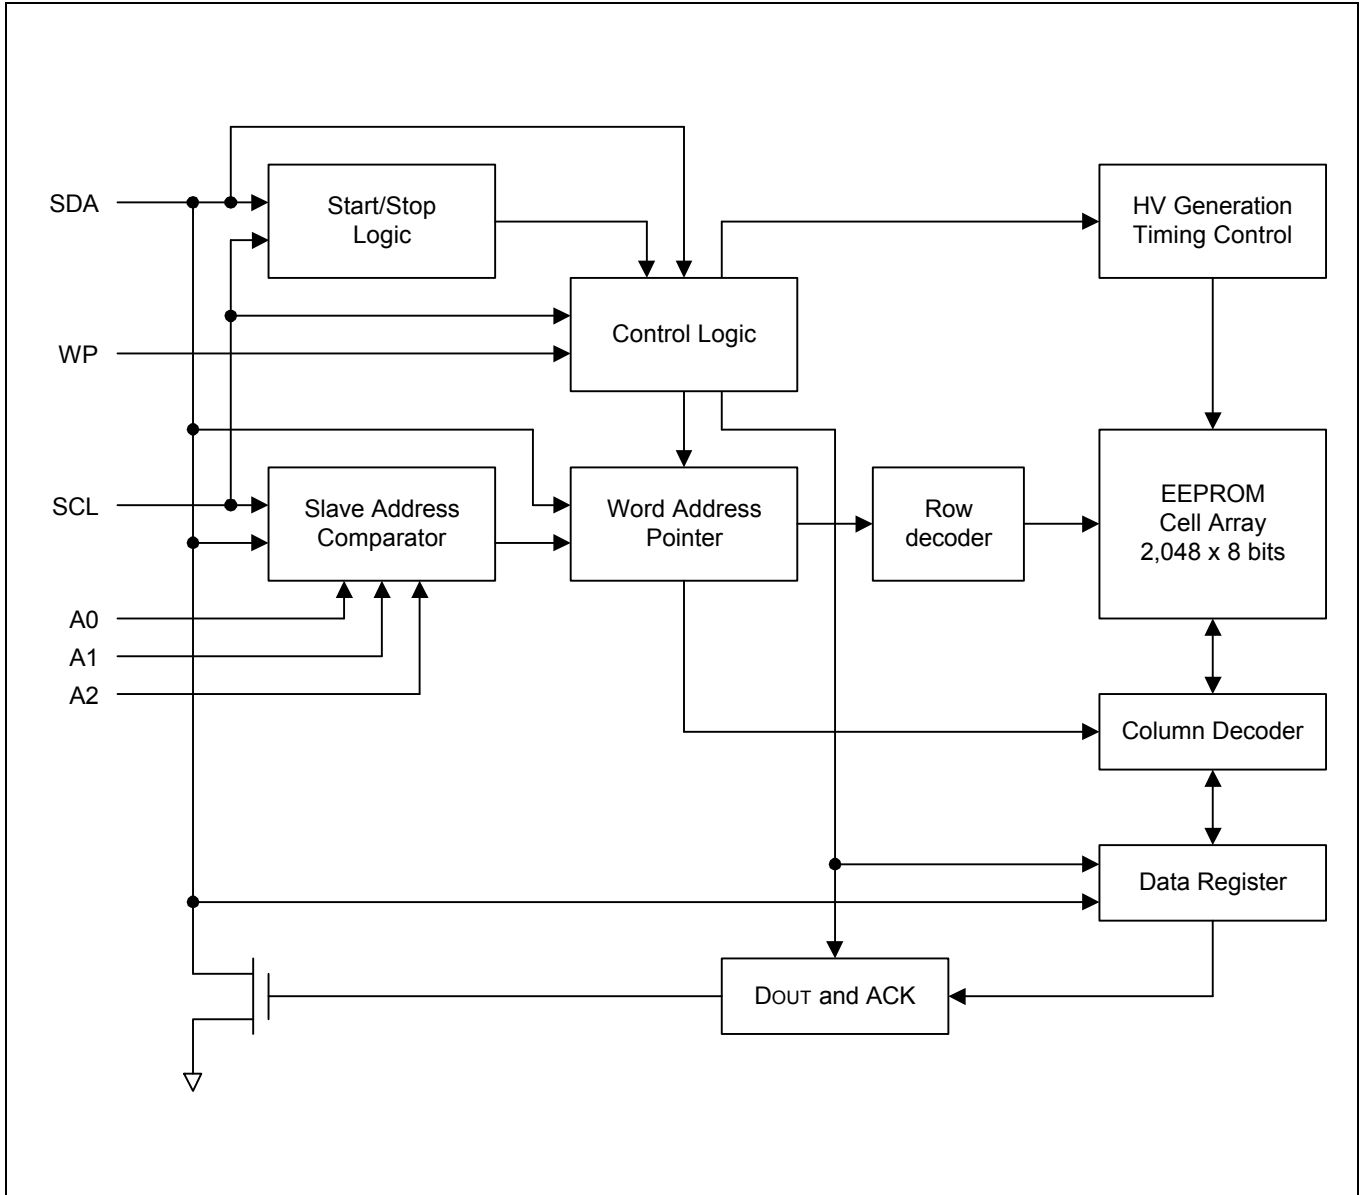 SDA
Start/Stop
Logic
HV Generation
Timing Control
WP
Control Logic
SCL
Slave Address
Comparator
Word Address
Pointer
Row
decoder
EEPROM
Cell Array
2,048 x 8 bits
A0
A1
A2
Column Decoder
Data Register
DOUT and ACK